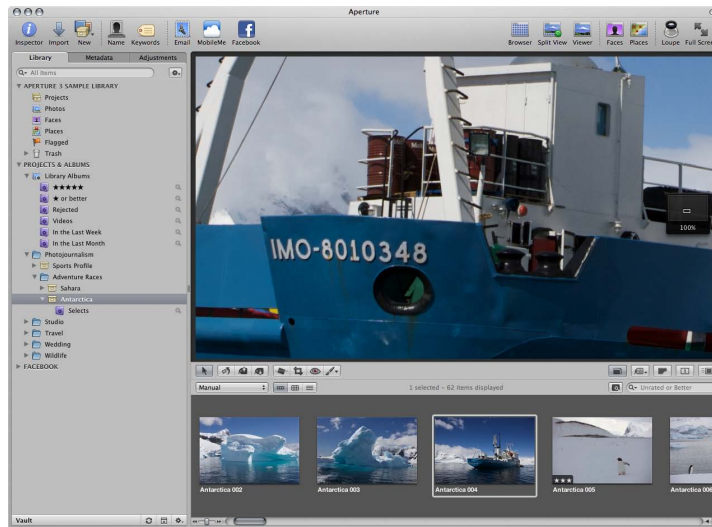 Aperture
Inspector Import New Name Keywords Email MobileMe Facebook Browser Split View Viewer Faces Places Loupe Full Scree
Library Metadata Adjustments
All Items
APERTURE 3 SAMPLE LIBRARY
Projects
Photos
Faces
Places
Flagged
Trash
PROJECTS & ALBUMS
Library Albums
★★★★★
★ or better
Rejected
Videos
In the Last Week
In the Last Month
Photojournalism
Sports Profile
Adventure Races
Sahara
Antarctica
Selects
Studio
Travel
Wedding
Wildlife
FACEBOOK
Vault
IMO-8010348
100%
Manual 1 selected - 62 items displayed Unrated or Better
Antarctica 002 Antarctica 003 Antarctica 004 Antarctica 005 Antarctica 006